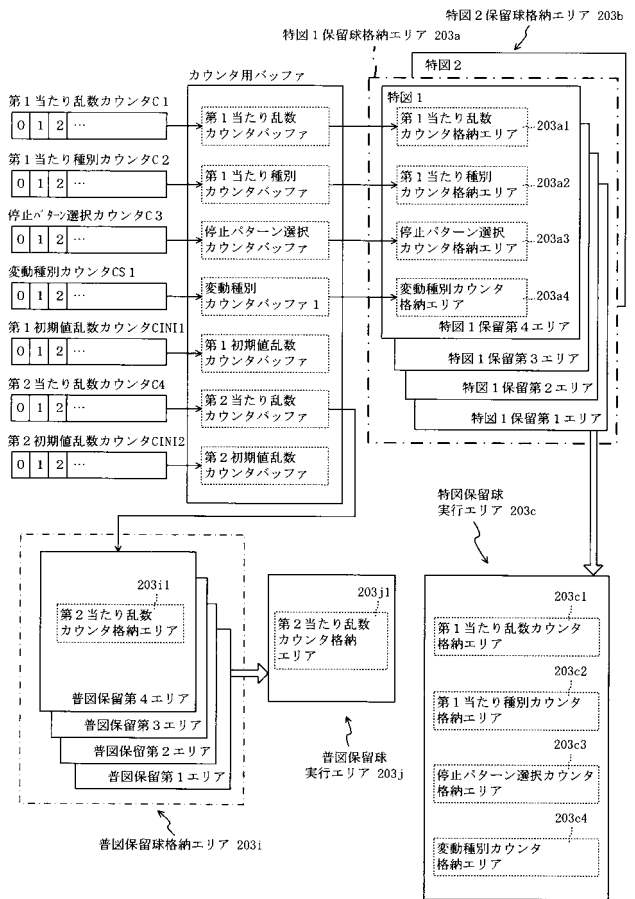 特図2保留球格納エリア 203b
特図1保留球格納エリア 203a
カウンタ用バッファ
特図2
特図1
第1当たり乱数カウンタC1
0 1 2 …
第1当たり乱数
カウンタバッファ
第1当たり乱数
カウンタ格納エリア
203a1
第1当たり種別カウンタC2
0 1 2 …
第1当たり種別
カウンタバッファ
第1当たり種別
カウンタ格納エリア
203a2
停止パターン選択カウンタC3
0 1 2 …
停止パターン選択
カウンタバッファ
停止パターン選択
カウンタ格納エリア
203a3
変動種別カウンタCS1
0 1 2 …
変動種別
カウンタバッファ1
変動種別カウンタ
格納エリア
203a4
特図1保留第4エリア
特図1保留第3エリア
特図1保留第2エリア
特図1保留第1エリア
第1初期値乱数カウンタCINI1
0 1 2 …
第1初期値乱数
カウンタバッファ
第2当たり乱数カウンタC4
0 1 2 …
第2当たり乱数
カウンタバッファ
第2初期値乱数カウンタCINI2
0 1 2 …
第2初期値乱数
カウンタバッファ
特図保留球
実行エリア 203c
203i1
第2当たり乱数
カウンタ格納エリア
普図保留第4エリア
普図保留第3エリア
普図保留第2エリア
普図保留第1エリア
普図保留球格納エリア 203i
203j1
第2当たり乱数
カウンタ格納
エリア
普図保留球
実行エリア 203j
203c1
第1当たり乱数カウンタ
格納エリア
203c2
第1当たり種別カウンタ
格納エリア
203c3
停止パターン選択カウンタ
格納エリア
203c4
変動種別カウンタ
格納エリア